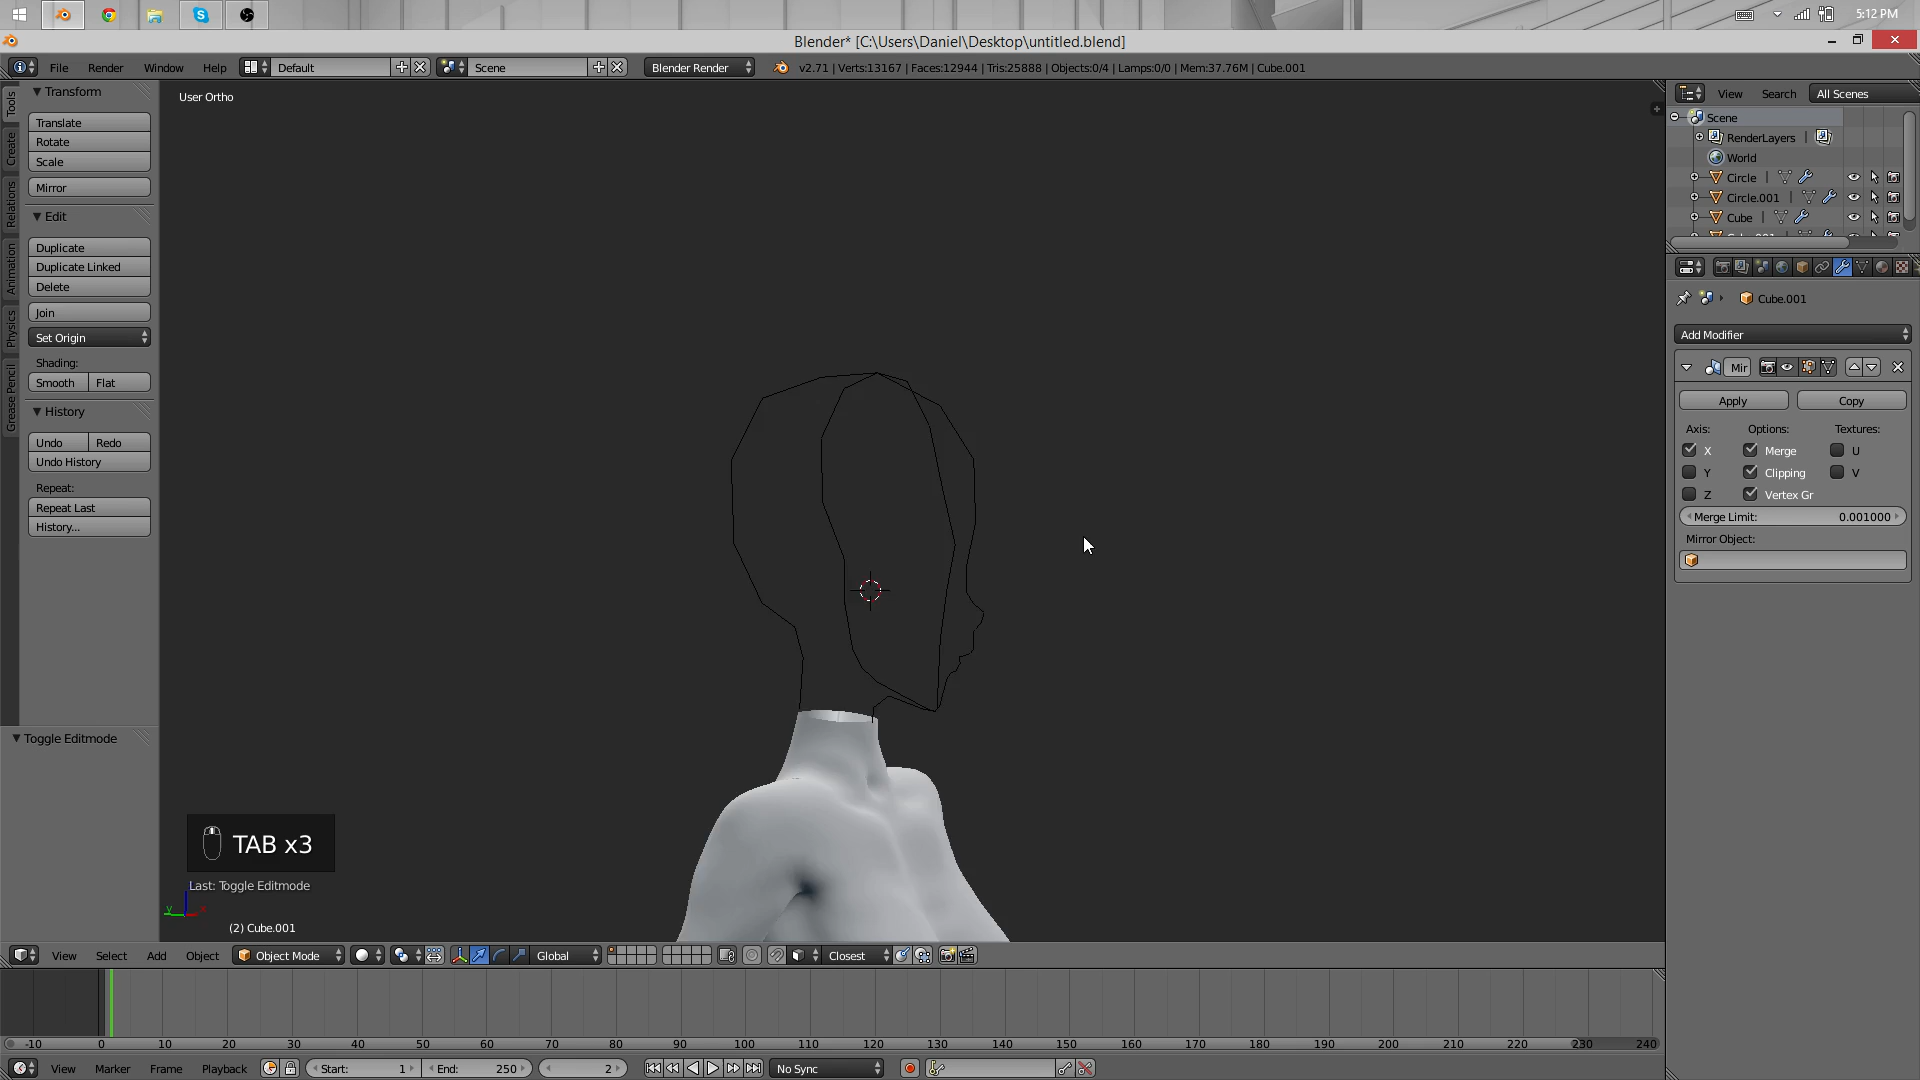 5:12 PM
Blender* [C:\Users\Daniel\Desktop\untitled.blend]
File Render Window Help Default Scene Blender Render v2.71 | Verts:13167 | Faces:12944 | Tris:25888 | Objects:0/4 | Lamps:0/0 | Mem:37.76M | Cube.001
Tools
Create
Relations
Animation
Physics
Grease Pencil
Transform
Translate
Rotate
Scale
Mirror
Edit
Duplicate
Duplicate Linked
Delete
Join
Set Origin
Shading:
Smooth Flat
History
Undo Redo
Undo History
Repeat:
Repeat Last
History...
Toggle Editmode
User Ortho
TAB x3
Last: Toggle Editmode
y x
(2) Cube.001
View Search All Scenes
Scene
RenderLayers |
World
Circle |
Circle.001 |
Cube |
Cube.001
Add Modifier
Mir
Apply Copy
Axis: Options: Textures:
X Merge U
Y Clipping V
Z Vertex Gr
Merge Limit: 0.001000
Mirror Object:
View Select Add Object Object Mode Global Closest
-10 0 10 20 30 40 50 60 70 80 90 100 110 120 130 140 150 160 170 180 190 200 210 220 230 240
View Marker Frame Playback Start: 1 End: 250 2 No Sync